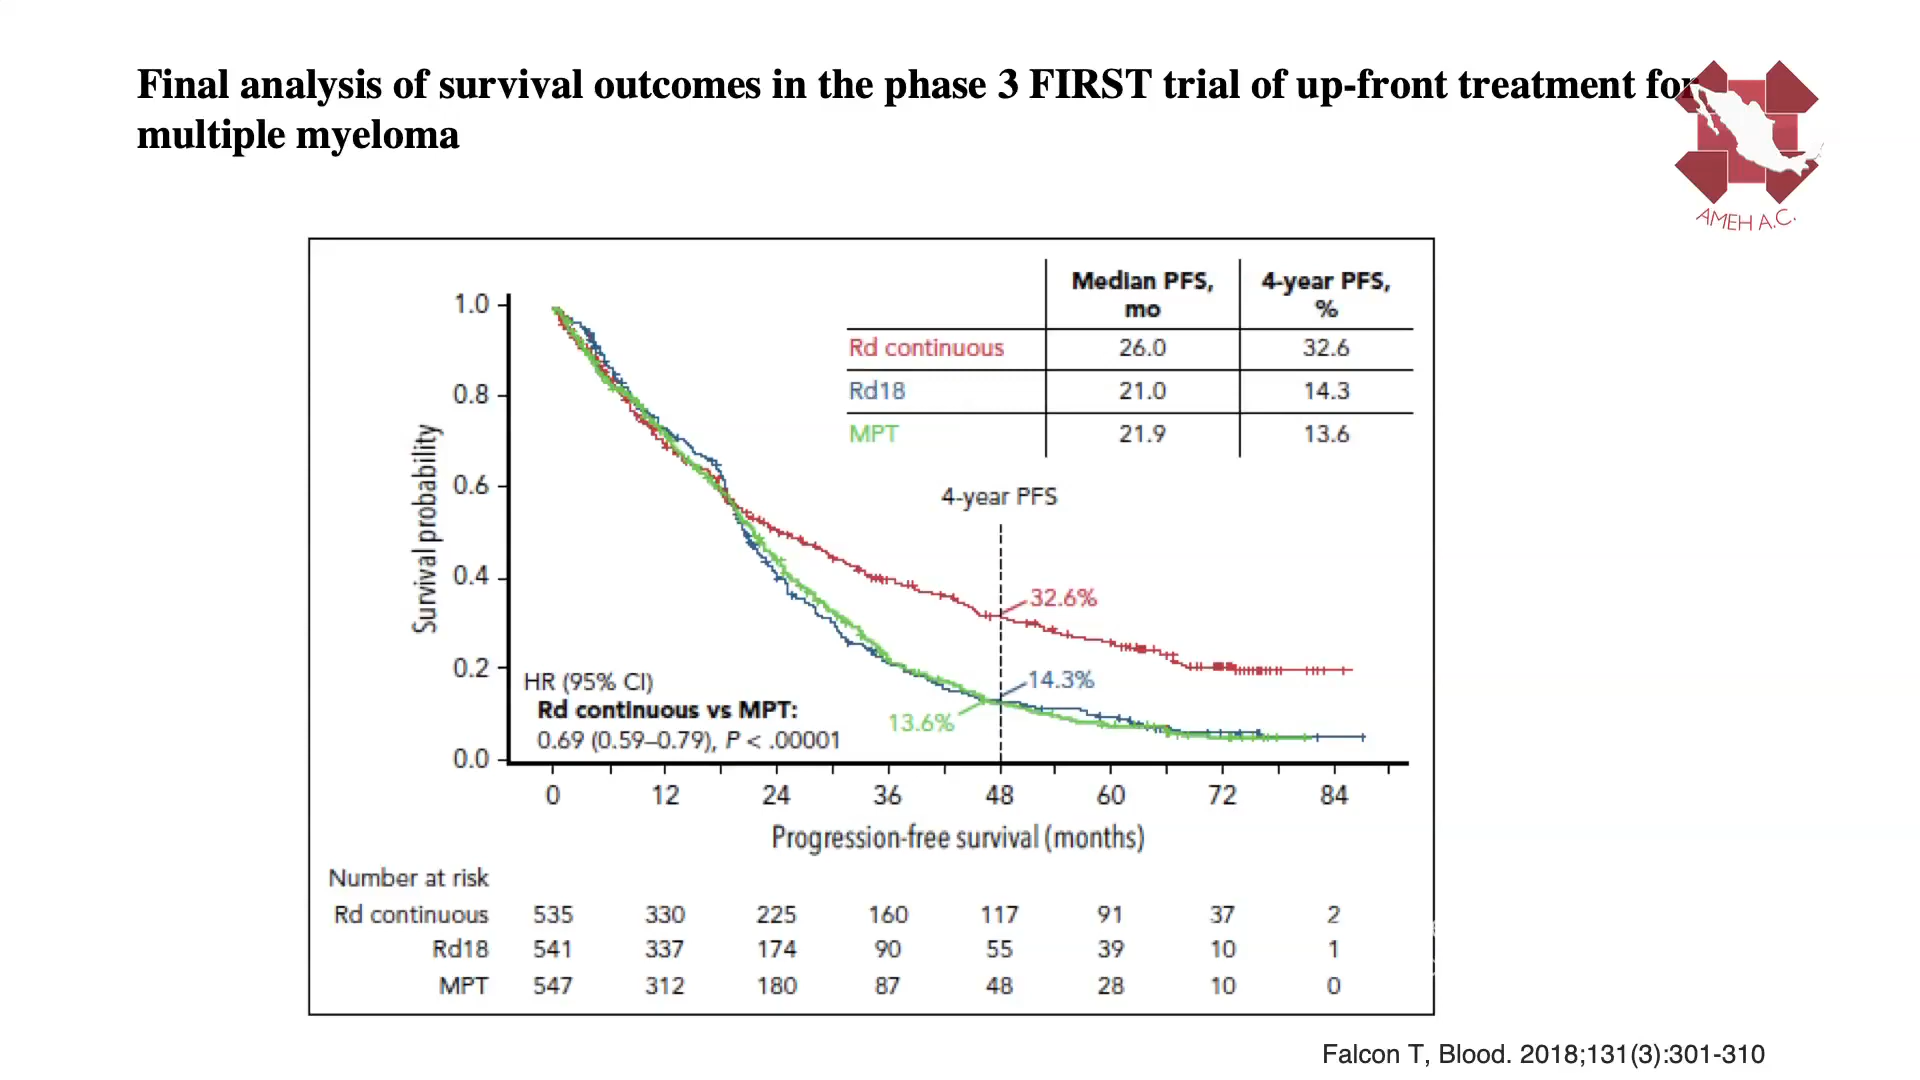 Final analysis of survival outcomes in the phase 3 FIRST trial of up-front treatment for
multiple myeloma
AMEH A.C.
Median PFS, 4-year PFS,
mo %
Rd continuous 26.0 32.6
Rd18 21.0 14.3
MPT 21.9 13.6
1.0
0.8
0.6
0.4
0.2
0.0
Survival probability
4-year PFS
32.6%
14.3%
13.6%
HR (95% CI)
Rd continuous vs MPT:
0.69 (0.59–0.79), P < .00001
0 12 24 36 48 60 72 84
Progression-free survival (months)
Number at risk
Rd continuous 535 330 225 160 117 91 37 2
Rd18 541 337 174 90 55 39 10 1
MPT 547 312 180 87 48 28 10 0
Falcon T, Blood. 2018;131(3):301-310